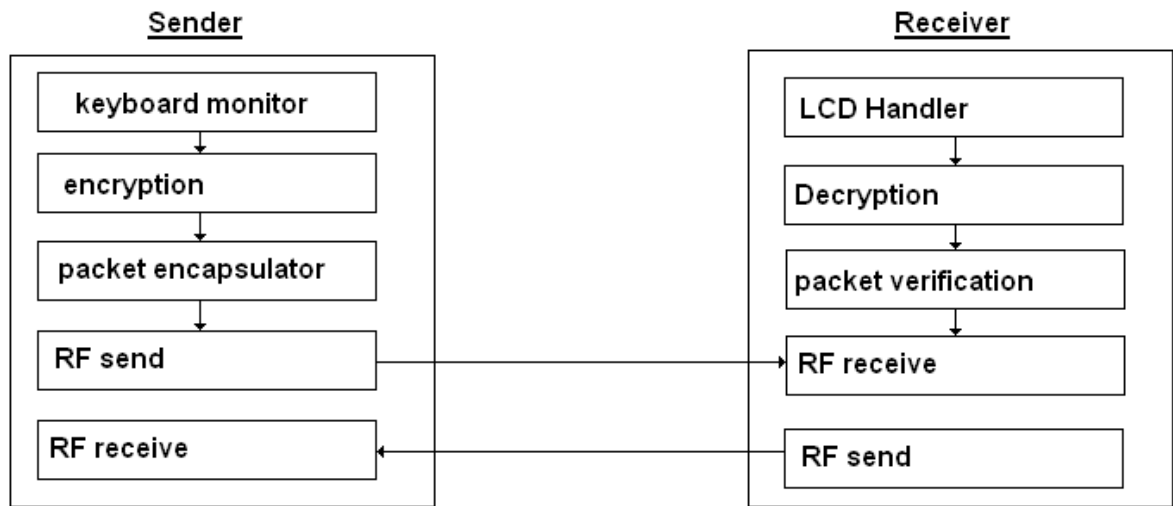 Sender
keyboard monitor
encryption
packet encapsulator
RF send
RF receive
Receiver
LCD Handler
Decryption
packet verification
RF receive
RF send